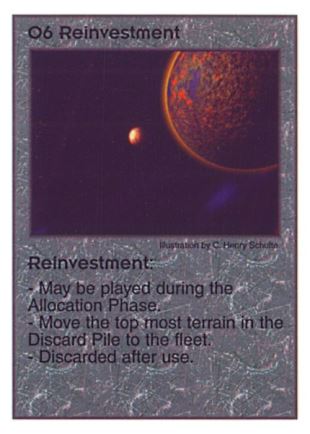 O6 Reinvestment
Illustration by C. Henry Schulte
Reinvestment:
- May be played during the
Allocation Phase.
- Move the top most terrain in the
Discard Pile to the fleet.
- Discarded after use.